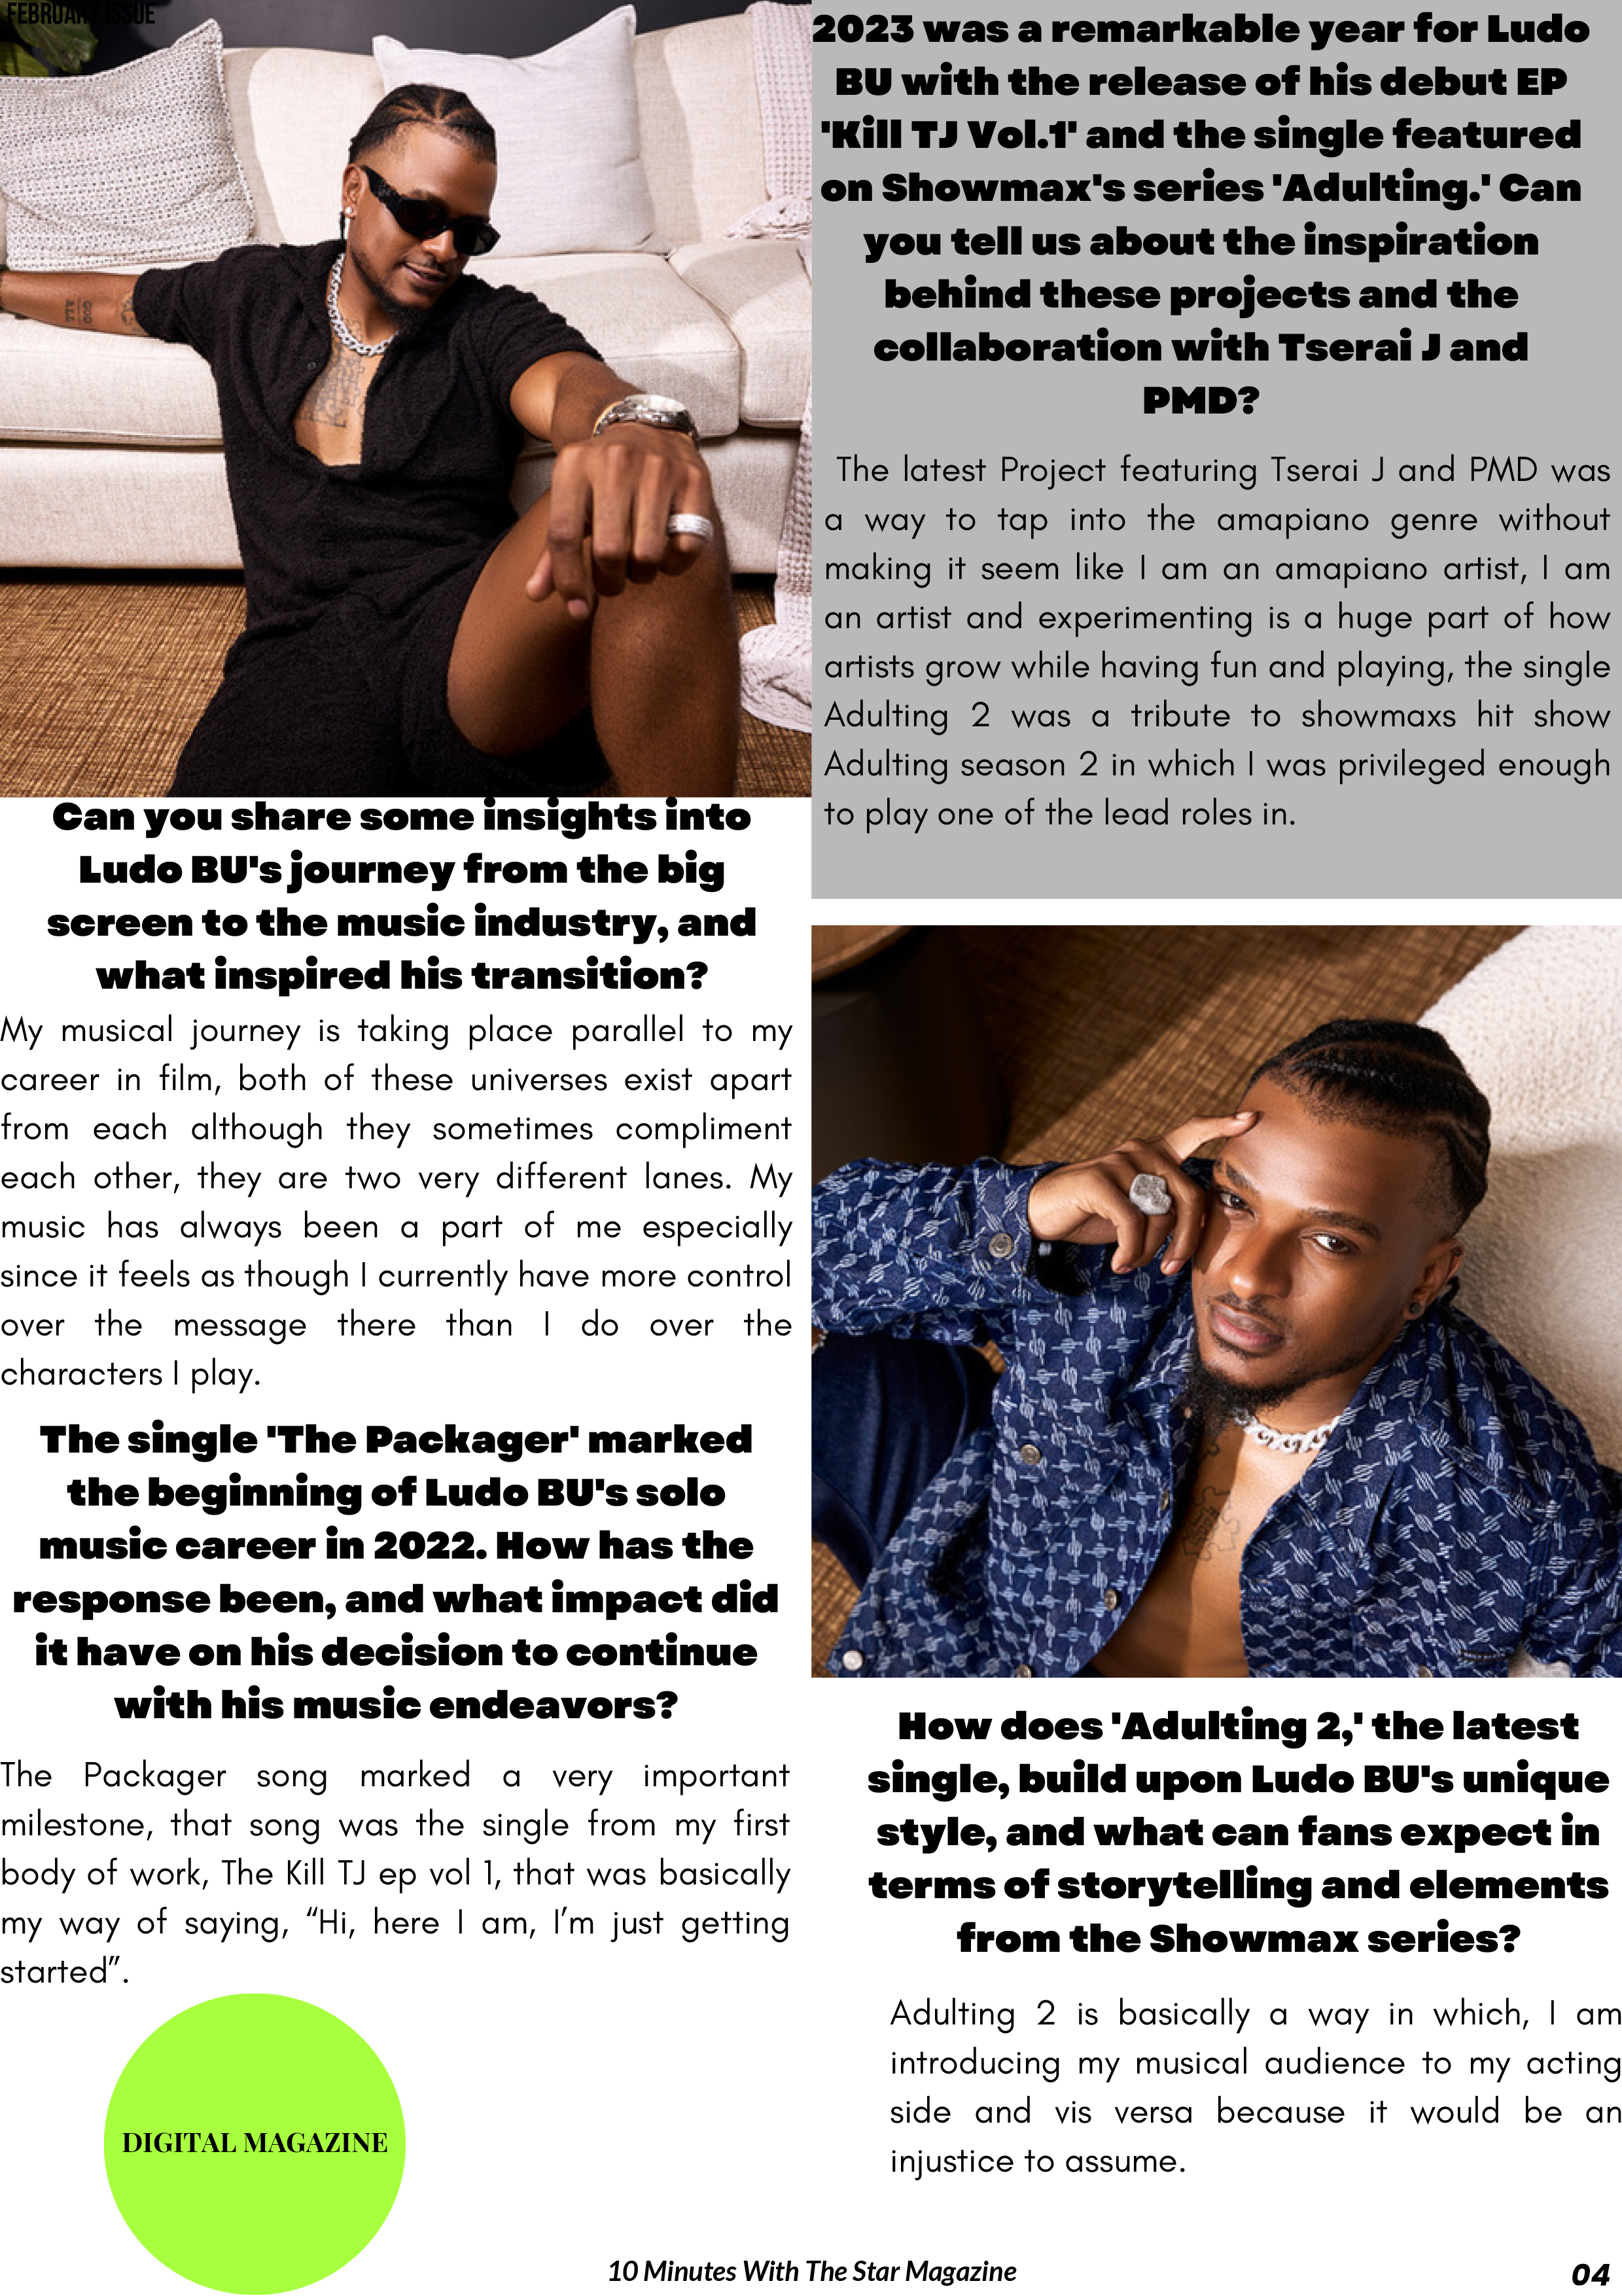 FEBRUARY ISSUE
Can you share some insights into
Ludo BU's journey from the big
screen to the music industry, and
what inspired his transition?
My musical journey is taking place parallel to my
career in film, both of these universes exist apart
from each although they sometimes compliment
each other, they are two very different lanes. My
music has always been a part of me especially
since it feels as though I currently have more control
over the message there than I do over the
characters I play.
The single 'The Packager' marked
the beginning of Ludo BU's solo
music career in 2022. How has the
response been, and what impact did
it have on his decision to continue
with his music endeavors?
The Packager song marked a very important
milestone, that song was the single from my first
body of work, The Kill TJ ep vol 1, that was basically
my way of saying, “Hi, here I am, I’m just getting
started”.
DIGITAL MAGAZINE
2023 was a remarkable year for Ludo
BU with the release of his debut EP
'Kill TJ Vol.1' and the single featured
on Showmax's series 'Adulting.' Can
you tell us about the inspiration
behind these projects and the
collaboration with Tserai J and
PMD?
The latest Project featuring Tserai J and PMD was
a way to tap into the amapiano genre without
making it seem like I am an amapiano artist, I am
an artist and experimenting is a huge part of how
artists grow while having fun and playing, the single
Adulting 2 was a tribute to showmaxs hit show
Adulting season 2 in which I was privileged enough
to play one of the lead roles in.
How does 'Adulting 2,' the latest
single, build upon Ludo BU's unique
style, and what can fans expect in
terms of storytelling and elements
from the Showmax series?
Adulting 2 is basically a way in which, I am
introducing my musical audience to my acting
side and vis versa because it would be an
injustice to assume.
10 Minutes With The Star Magazine
04